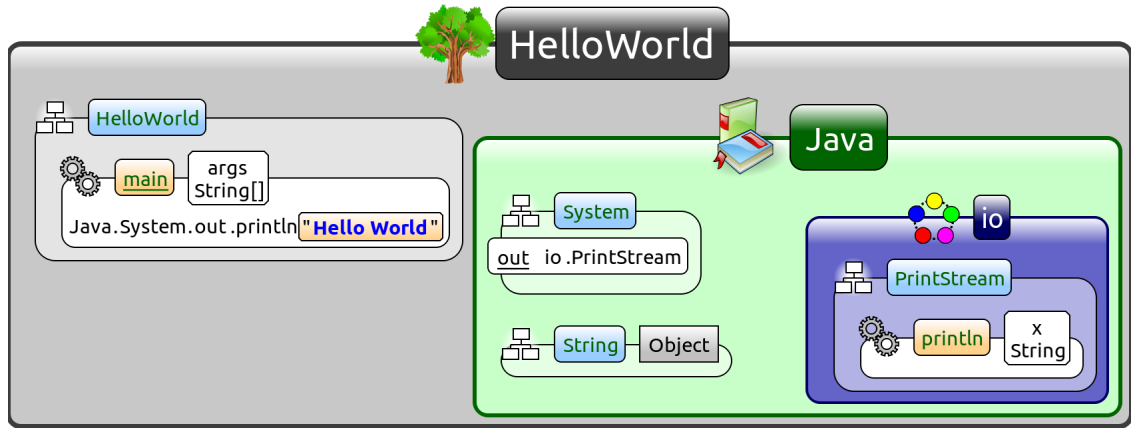 HelloWorld
HelloWorld
main
args
String[]
Java.System.out .println "Hello World"
Java
System
out io .PrintStream
String Object
io
PrintStream
println
x
String